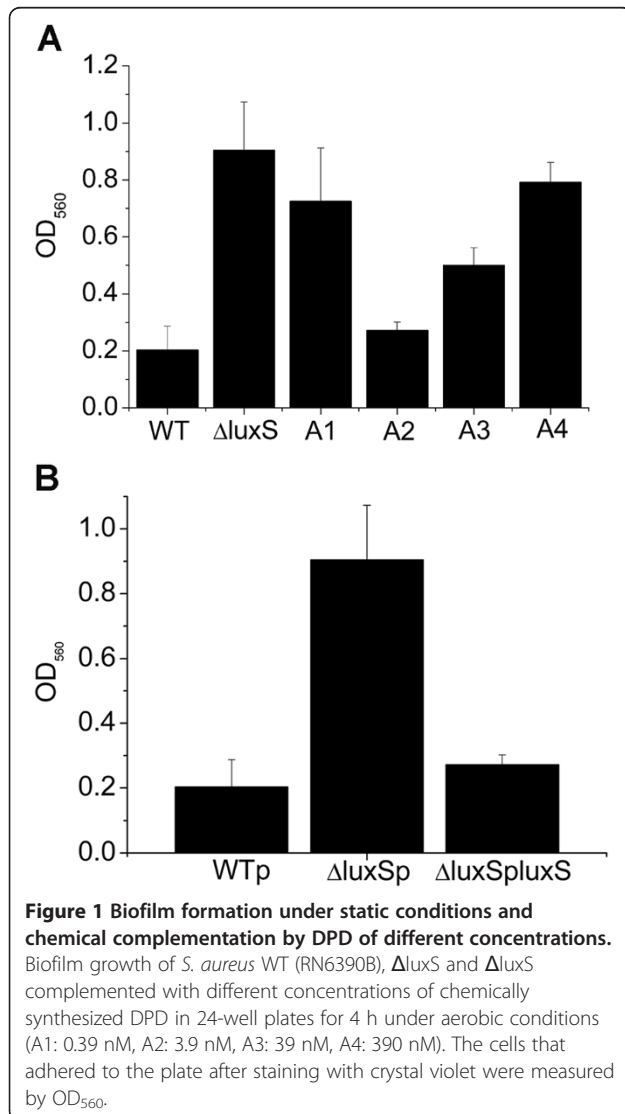 A
1.2
1.0
0.8
0.6
0.4
0.2
0.0
OD560
WT ΔluxS A1 A2 A3 A4
B
1.0
0.8
0.6
0.4
0.2
0.0
OD560
WTp ΔluxSp ΔluxSpluxS
Figure 1 Biofilm formation under static conditions and
chemical complementation by DPD of different concentrations.
Biofilm growth of S. aureus WT (RN6390B), ΔluxS and ΔluxS
complemented with different concentrations of chemically
synthesized DPD in 24-well plates for 4 h under aerobic conditions
(A1: 0.39 nM, A2: 3.9 nM, A3: 39 nM, A4: 390 nM). The cells that
adhered to the plate after staining with crystal violet were measured
by OD560.